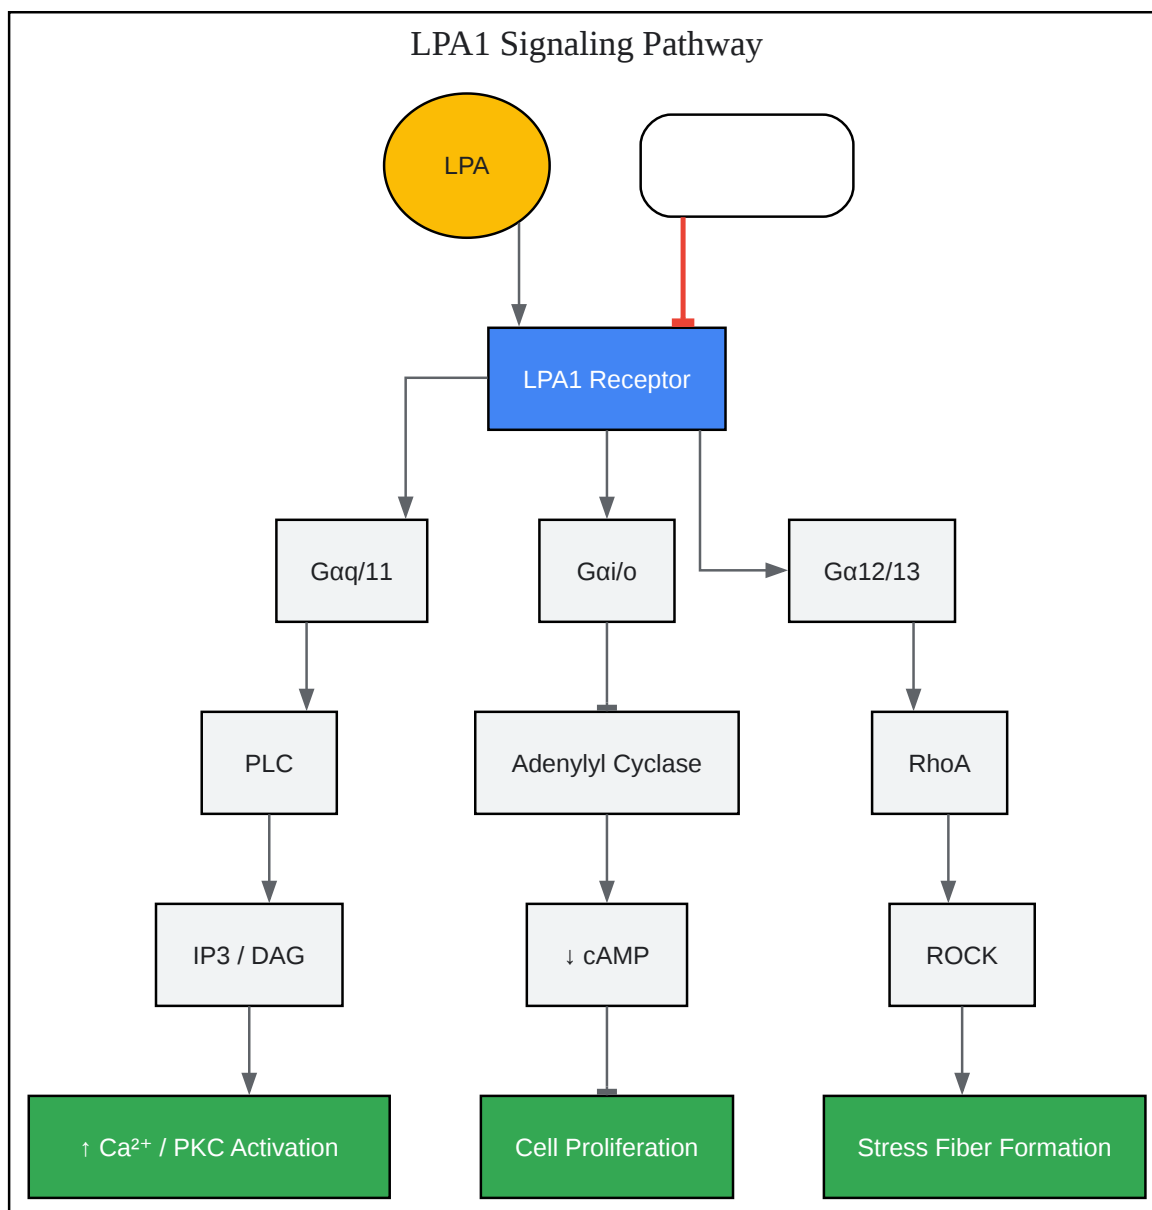 LPA1 Signaling Pathway
LPA
LPA1 Receptor
Gαq/11
Gαi/o
Gα12/13
PLC
Adenylyl Cyclase
RhoA
IP3 / DAG
↓ cAMP
ROCK
↑ Ca²⁺ / PKC Activation
Cell Proliferation
Stress Fiber Formation